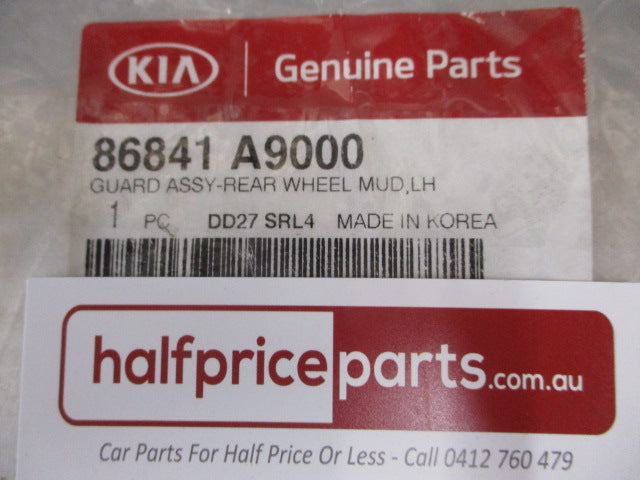 KIA Genuine Parts
86841 A9000
GUARD ASSY-REAR WHEEL MUD,LH
1 PC DD27 SRL4 MADE IN KOREA
halfpriceparts.com.au
Car Parts For Half Price Or Less - Call 0412 760 479